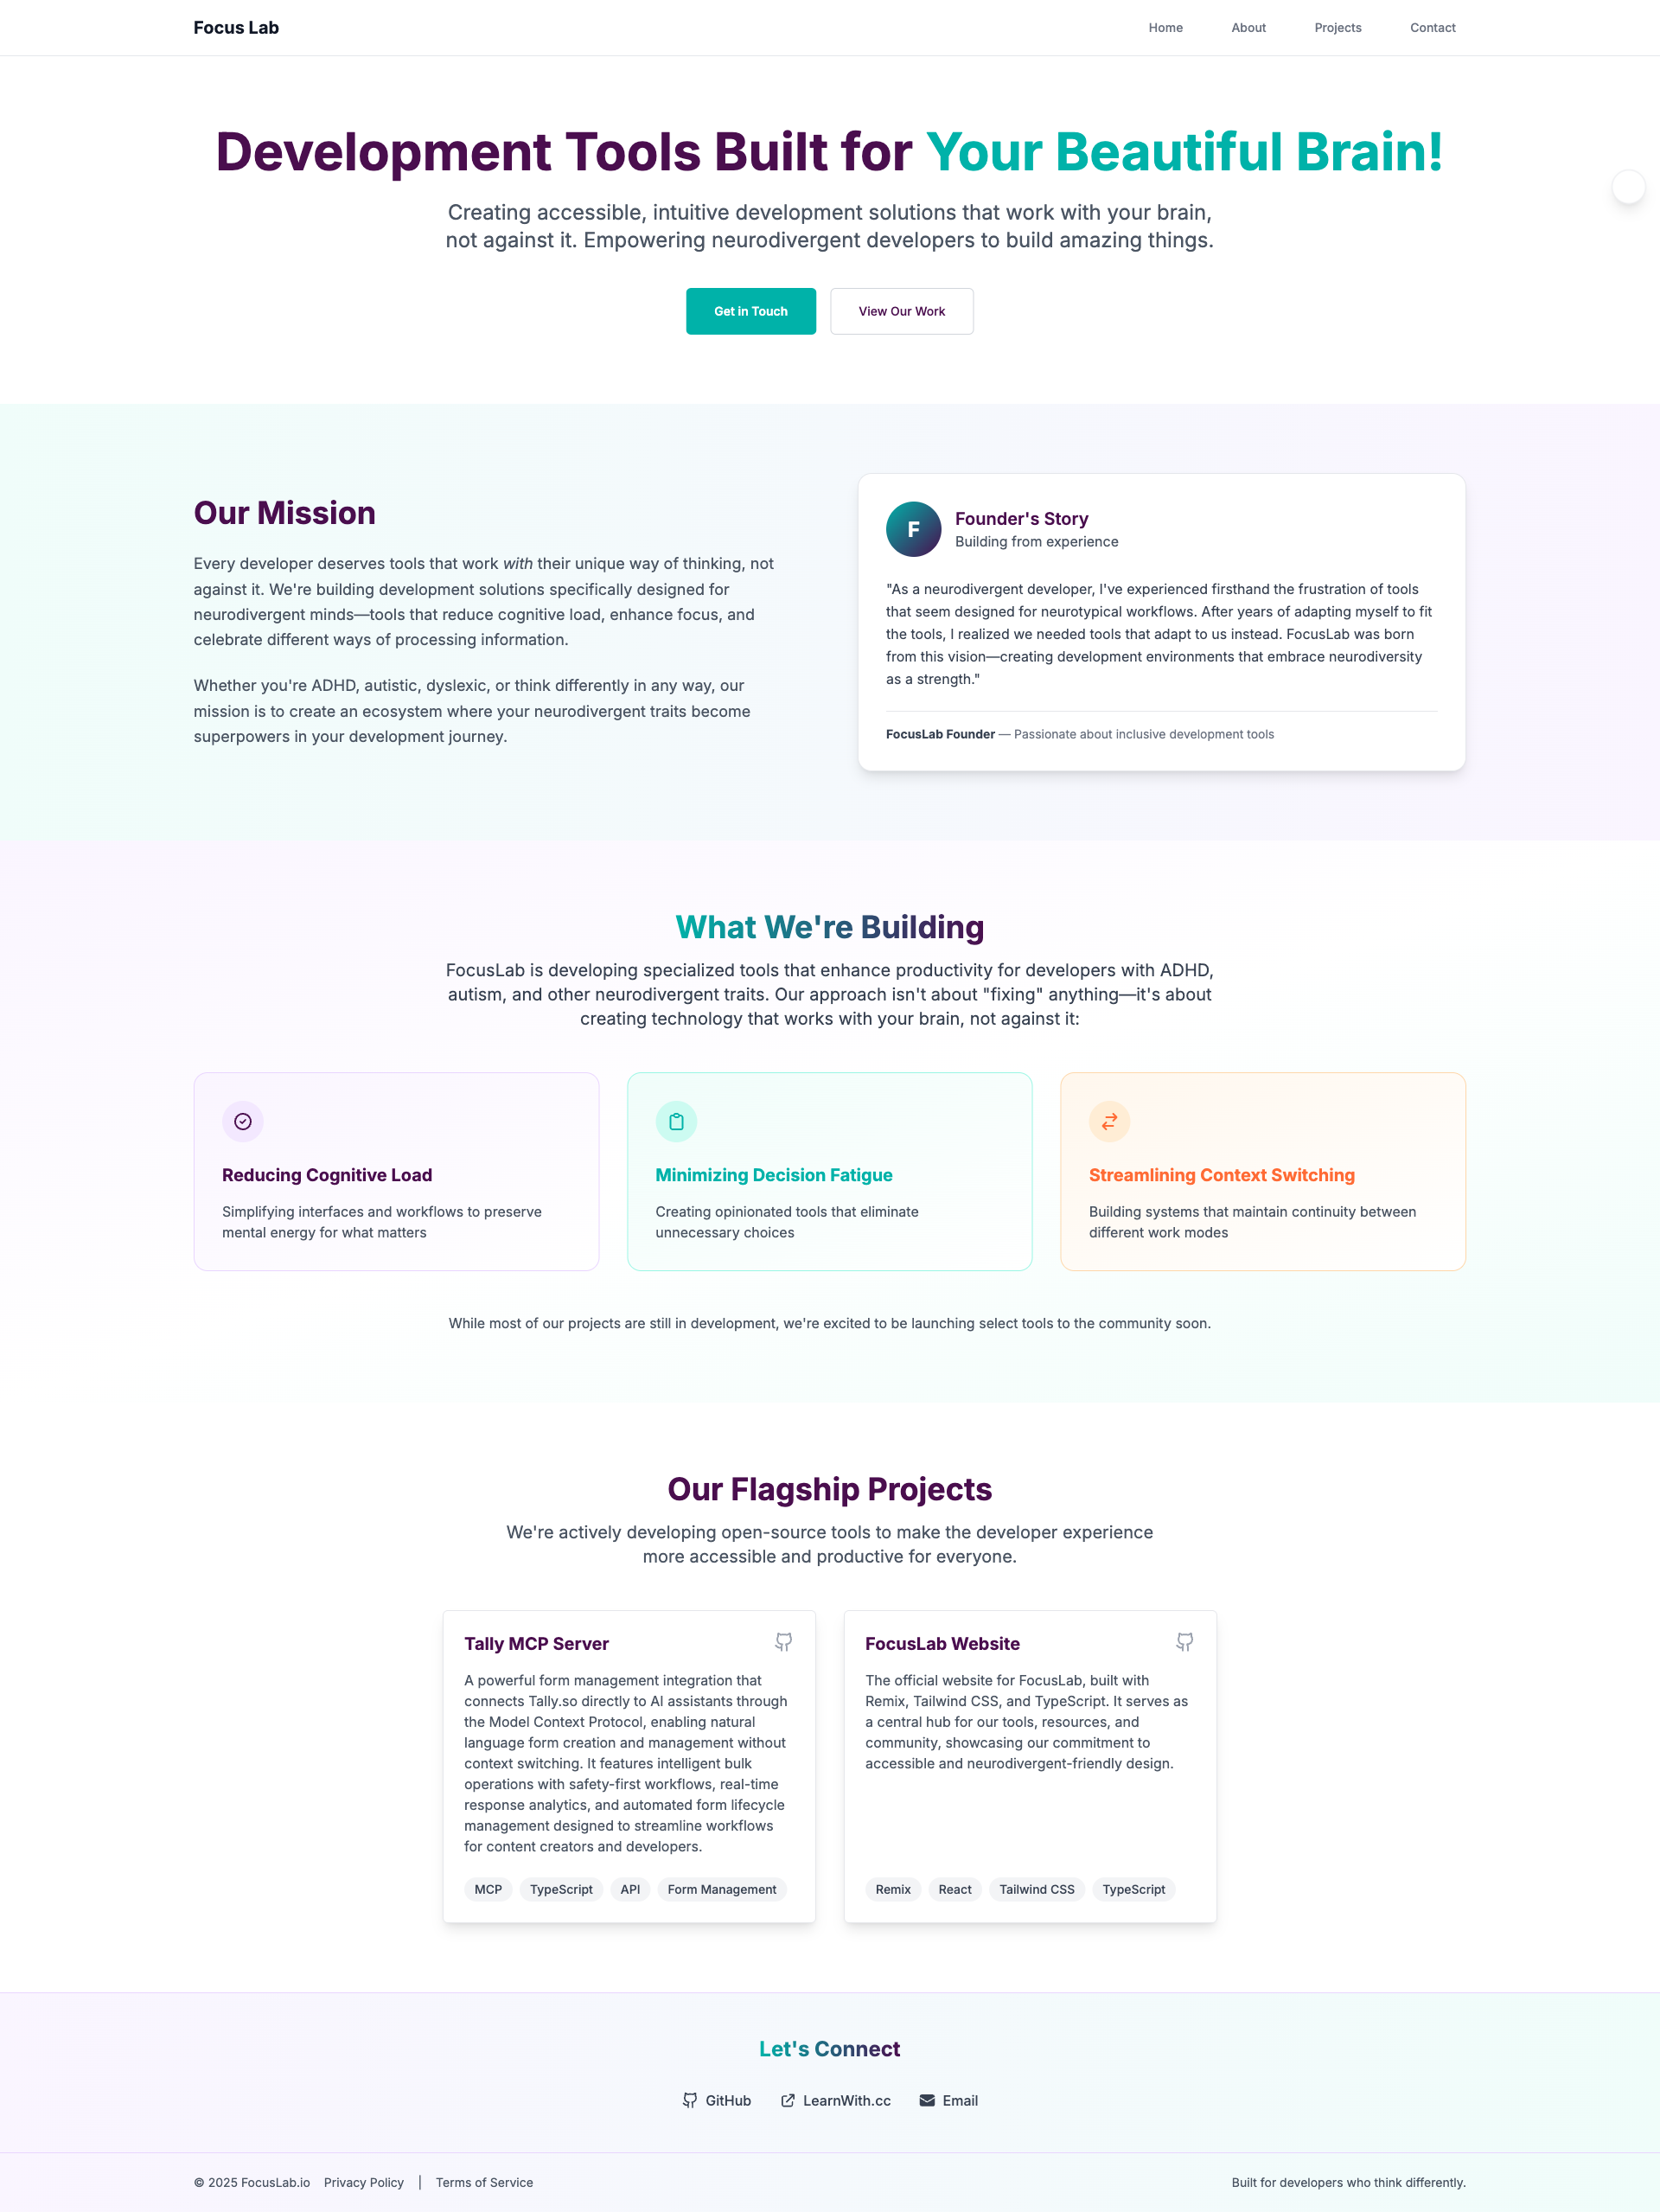 Focus Lab
Home
About
Projects
Contact
Development Tools Built for Your Beautiful Brain!
Creating accessible, intuitive development solutions that work with your brain,
not against it. Empowering neurodivergent developers to build amazing things.
Get in Touch
View Our Work
Our Mission
Every developer deserves tools that work with their unique way of thinking, not
against it. We're building development solutions specifically designed for
neurodivergent minds—tools that reduce cognitive load, enhance focus, and
celebrate different ways of processing information.
Whether you're ADHD, autistic, dyslexic, or think differently in any way, our
mission is to create an ecosystem where your neurodivergent traits become
superpowers in your development journey.
F
Founder's Story
Building from experience
"As a neurodivergent developer, I've experienced firsthand the frustration of tools
that seem designed for neurotypical workflows. After years of adapting myself to fit
the tools, I realized we needed tools that adapt to us instead. FocusLab was born
from this vision—creating development environments that embrace neurodiversity
as a strength."
FocusLab Founder — Passionate about inclusive development tools
What We're Building
FocusLab is developing specialized tools that enhance productivity for developers with ADHD,
autism, and other neurodivergent traits. Our approach isn't about "fixing" anything—it's about
creating technology that works with your brain, not against it:
Reducing Cognitive Load
Simplifying interfaces and workflows to preserve
mental energy for what matters
Minimizing Decision Fatigue
Creating opinionated tools that eliminate
unnecessary choices
Streamlining Context Switching
Building systems that maintain continuity between
different work modes
While most of our projects are still in development, we're excited to be launching select tools to the community soon.
Our Flagship Projects
We're actively developing open-source tools to make the developer experience
more accessible and productive for everyone.
Tally MCP Server
A powerful form management integration that
connects Tally.so directly to AI assistants through
the Model Context Protocol, enabling natural
language form creation and management without
context switching. It features intelligent bulk
operations with safety-first workflows, real-time
response analytics, and automated form lifecycle
management designed to streamline workflows
for content creators and developers.
MCP
TypeScript
API
Form Management
FocusLab Website
The official website for FocusLab, built with
Remix, Tailwind CSS, and TypeScript. It serves as
a central hub for our tools, resources, and
community, showcasing our commitment to
accessible and neurodivergent-friendly design.
Remix
React
Tailwind CSS
TypeScript
Let's Connect
GitHub
LearnWith.cc
Email
© 2025 FocusLab.io
Privacy Policy
|
Terms of Service
Built for developers who think differently.